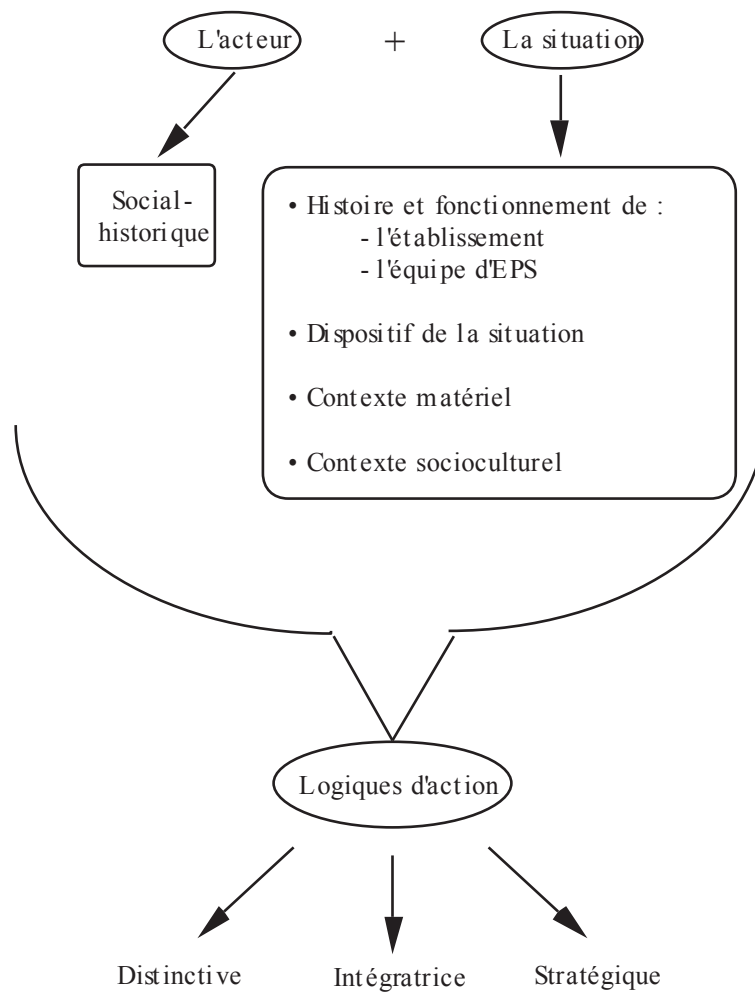 L'acteur + La situation
Social-
historique
• Histoire et fonctionnement de :
- l'établissement
- l'équipe d'EPS
• Dispositif de la situation
• Contexte matériel
• Contexte socioculturel
Logiques d'action
Distinctive Intégratrice Stratégique